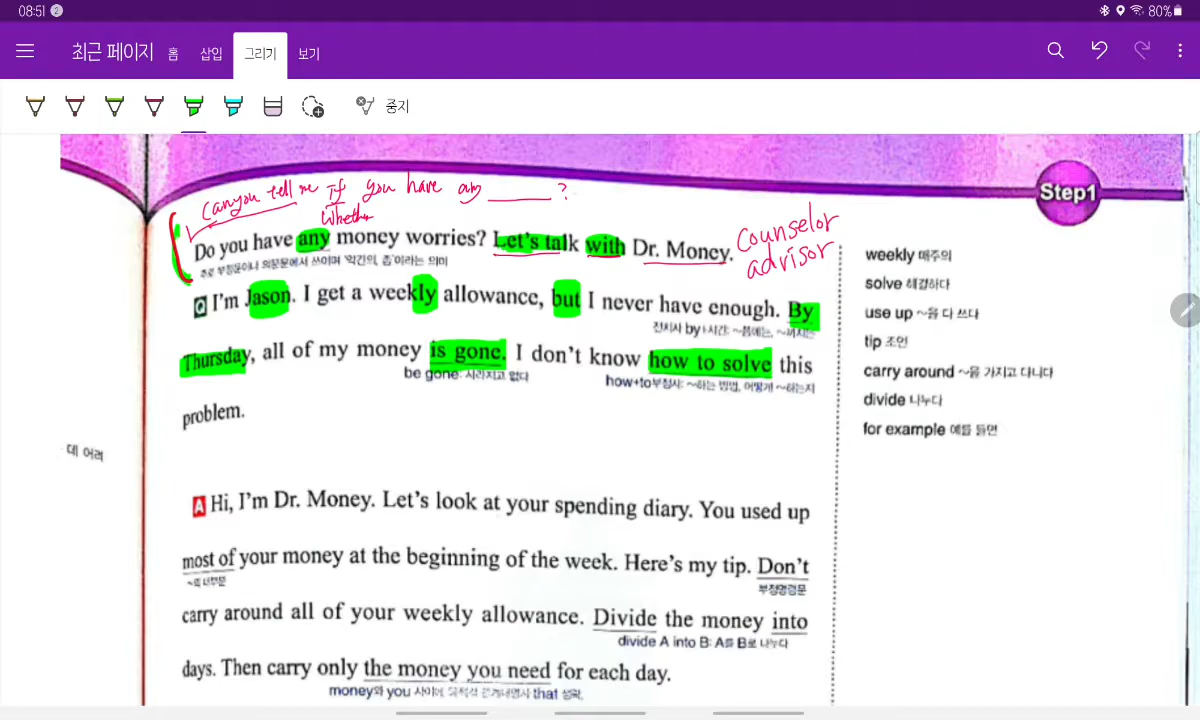 08:51 2 80%
최근 페이지 홈 삽입 그리기 보기
중지
Step1
Can you tell me if you have any ______ ?
Whether
Do you have any money worries? Let's talk with Dr. Money.
Counselor
advisor
주로 부정문이나 의문문에서 쓰이며 '약간의, 좀'이라는 의미
Q I'm Jason. I get a weekly allowance, but I never have enough. By
전치사 by+시간: ~쯤에는, ~까지는
Thursday, all of my money is gone. I don't know how to solve this
be gone: 사라지고 없다
how+to부정사: ~하는 방법, 어떻게 ~하는지
problem.
데 어려
A Hi, I'm Dr. Money. Let's look at your spending diary. You used up
most of your money at the beginning of the week. Here's my tip. Don't
~의 대부분
부정명령문
carry around all of your weekly allowance. Divide the money into
divide A into B: A를 B로 나누다
days. Then carry only the money you need for each day.
money와 you 사이에 목적격 관계대명사 that 생략.
weekly 매주의
solve 해결하다
use up ~을 다 쓰다
tip 조언
carry around ~을 가지고 다니다
divide 나누다
for example 예를 들면